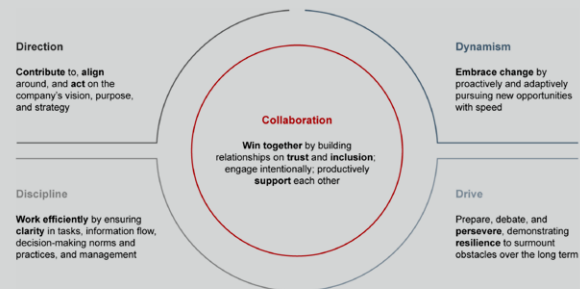 Direction
Contribute to, align
around, and act on the
company's vision, purpose,
and strategy
Dynamism
Embrace change by
proactively and adaptively
pursuing new opportunities
with speed
Collaboration
Win together by building
relationships on trust and inclusion;
engage intentionally; productively
support each other
Discipline
Work efficiently by ensuring
clarity in tasks, information flow,
decision-making norms and
practices, and management
Drive
Prepare, debate, and
persevere, demonstrating
resilience to surmount
obstacles over the long term